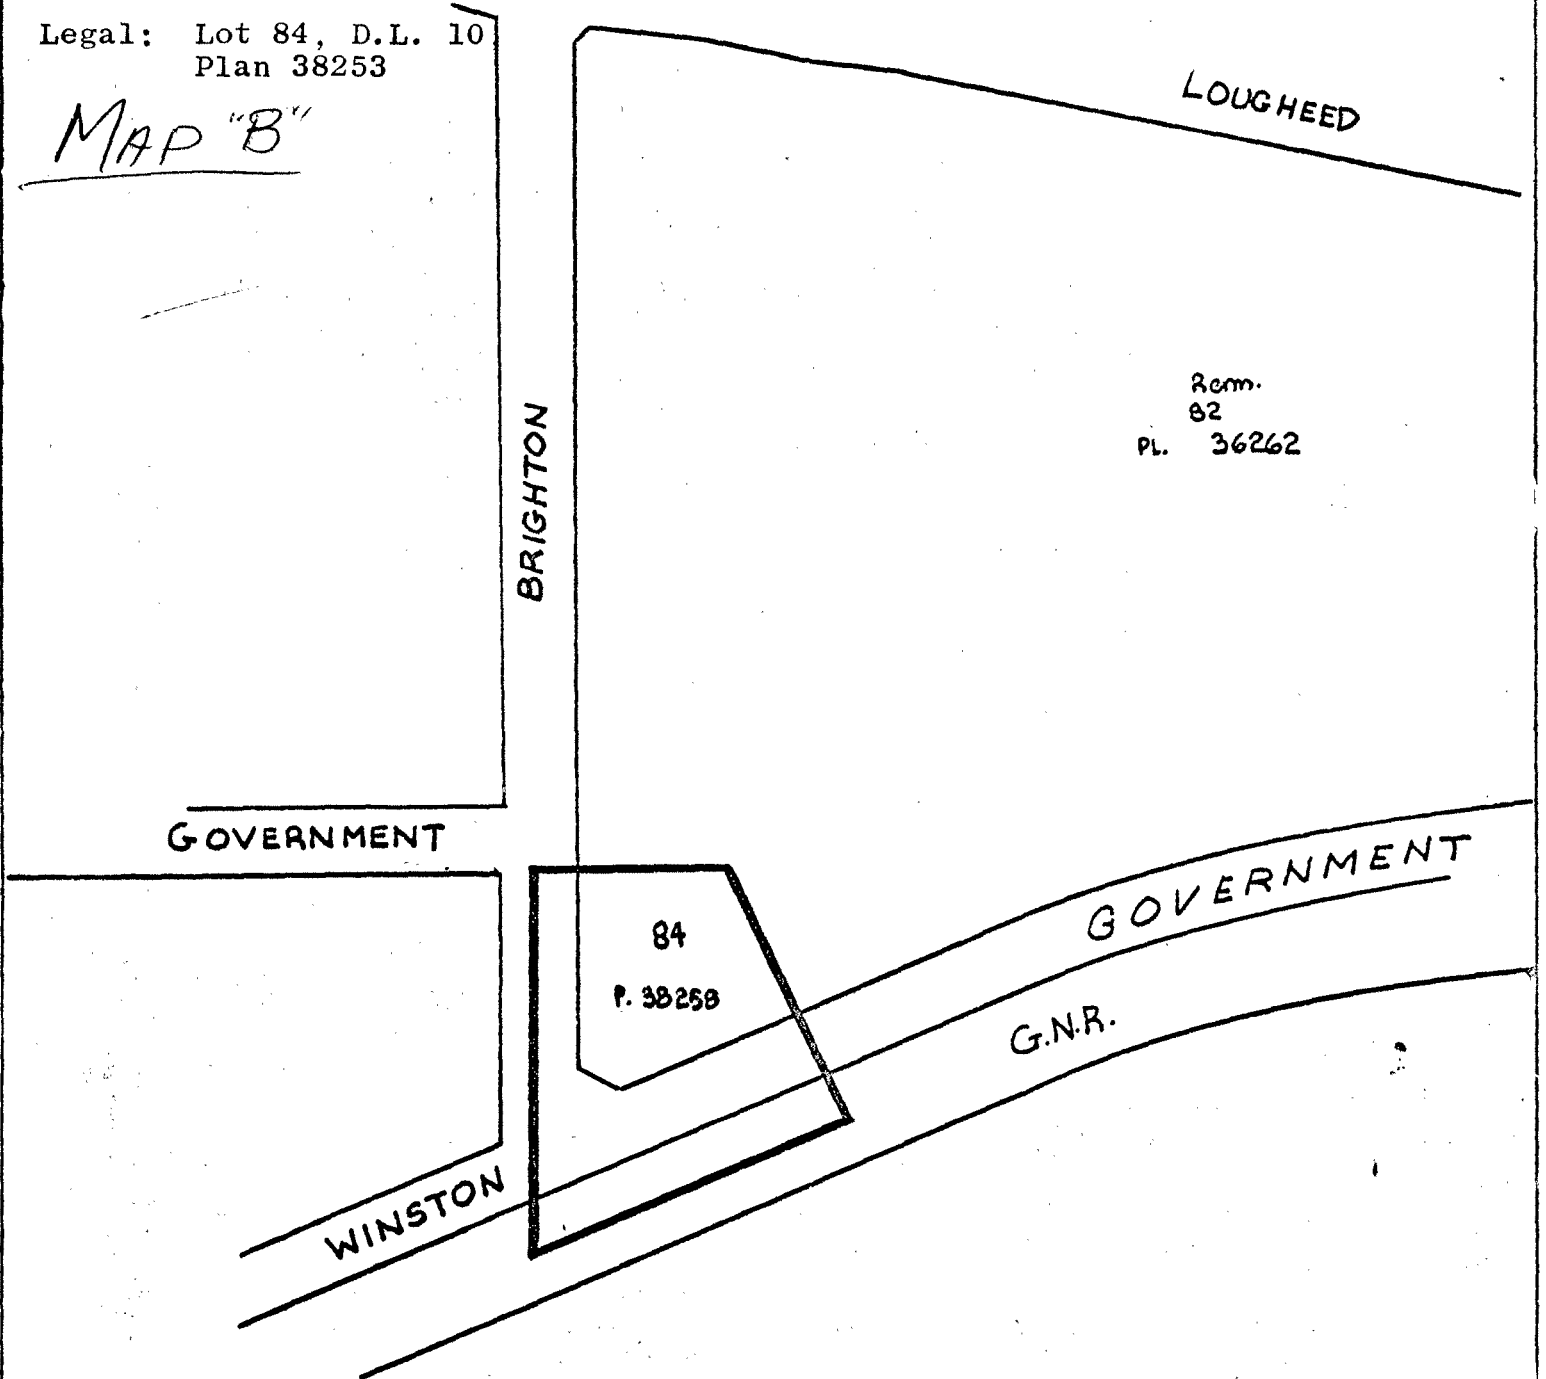 Legal: Lot 84, D.L. 10
Plan 38253
MAP "B"
LOUGHEED
Rem.
82
PL. 36262
BRIGHTON
GOVERNMENT
GOVERNMENT
84
P. 38258
G.N.R.
WINSTON